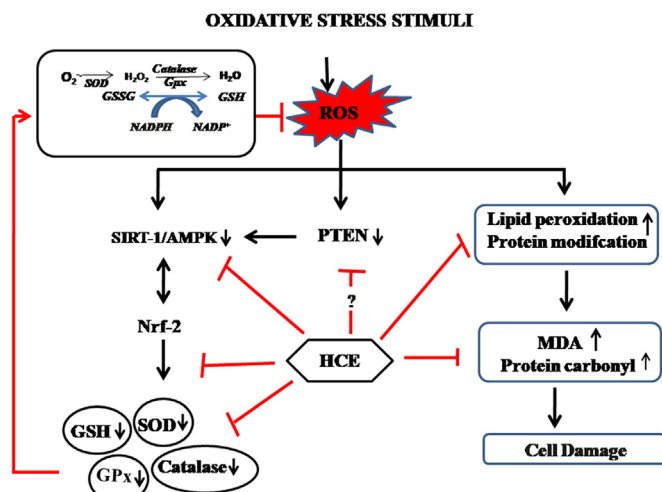 OXIDATIVE STRESS STIMULI
O₂⁻ SOD H₂O₂ Catalase Gpx H₂O
GSSG GSH
NADPH NADP⁺
ROS
SIRT-1/AMPK ↓
PTEN ↓
Lipid peroxidation ↑
Protein modifcation
?
Nrf-2
HCE
MDA ↑
Protein carbonyl ↑
GSH ↓
SOD ↓
GPx ↓
Catalase ↓
Cell Damage